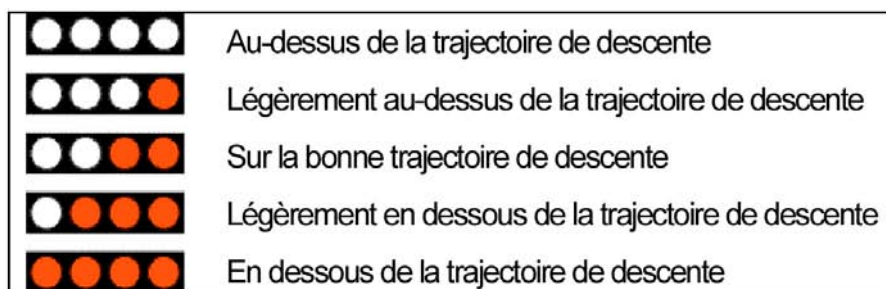 Au-dessus de la trajectoire de descente
Légèrement au-dessus de la trajectoire de descente
Sur la bonne trajectoire de descente
Légèrement en dessous de la trajectoire de descente
En dessous de la trajectoire de descente